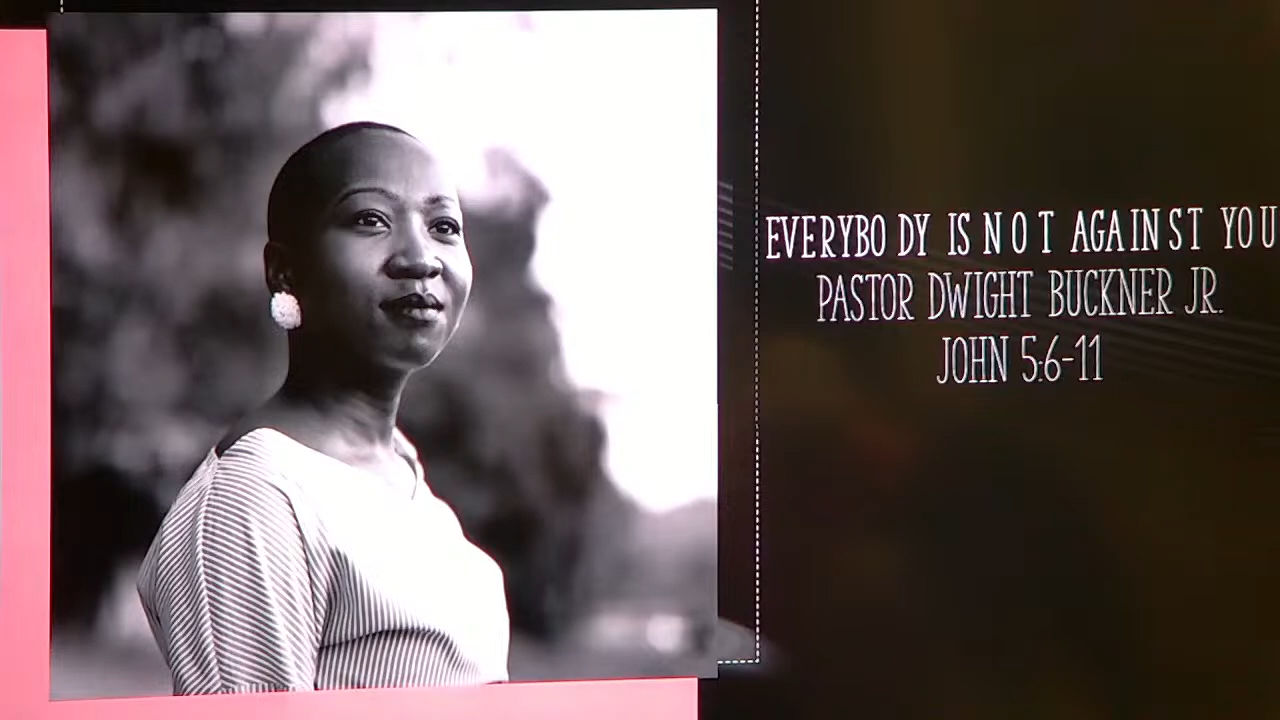 EVERYBODY IS NOT AGAINST YOU
PASTOR DWIGHT BUCKNER JR.
JOHN 5:6-11